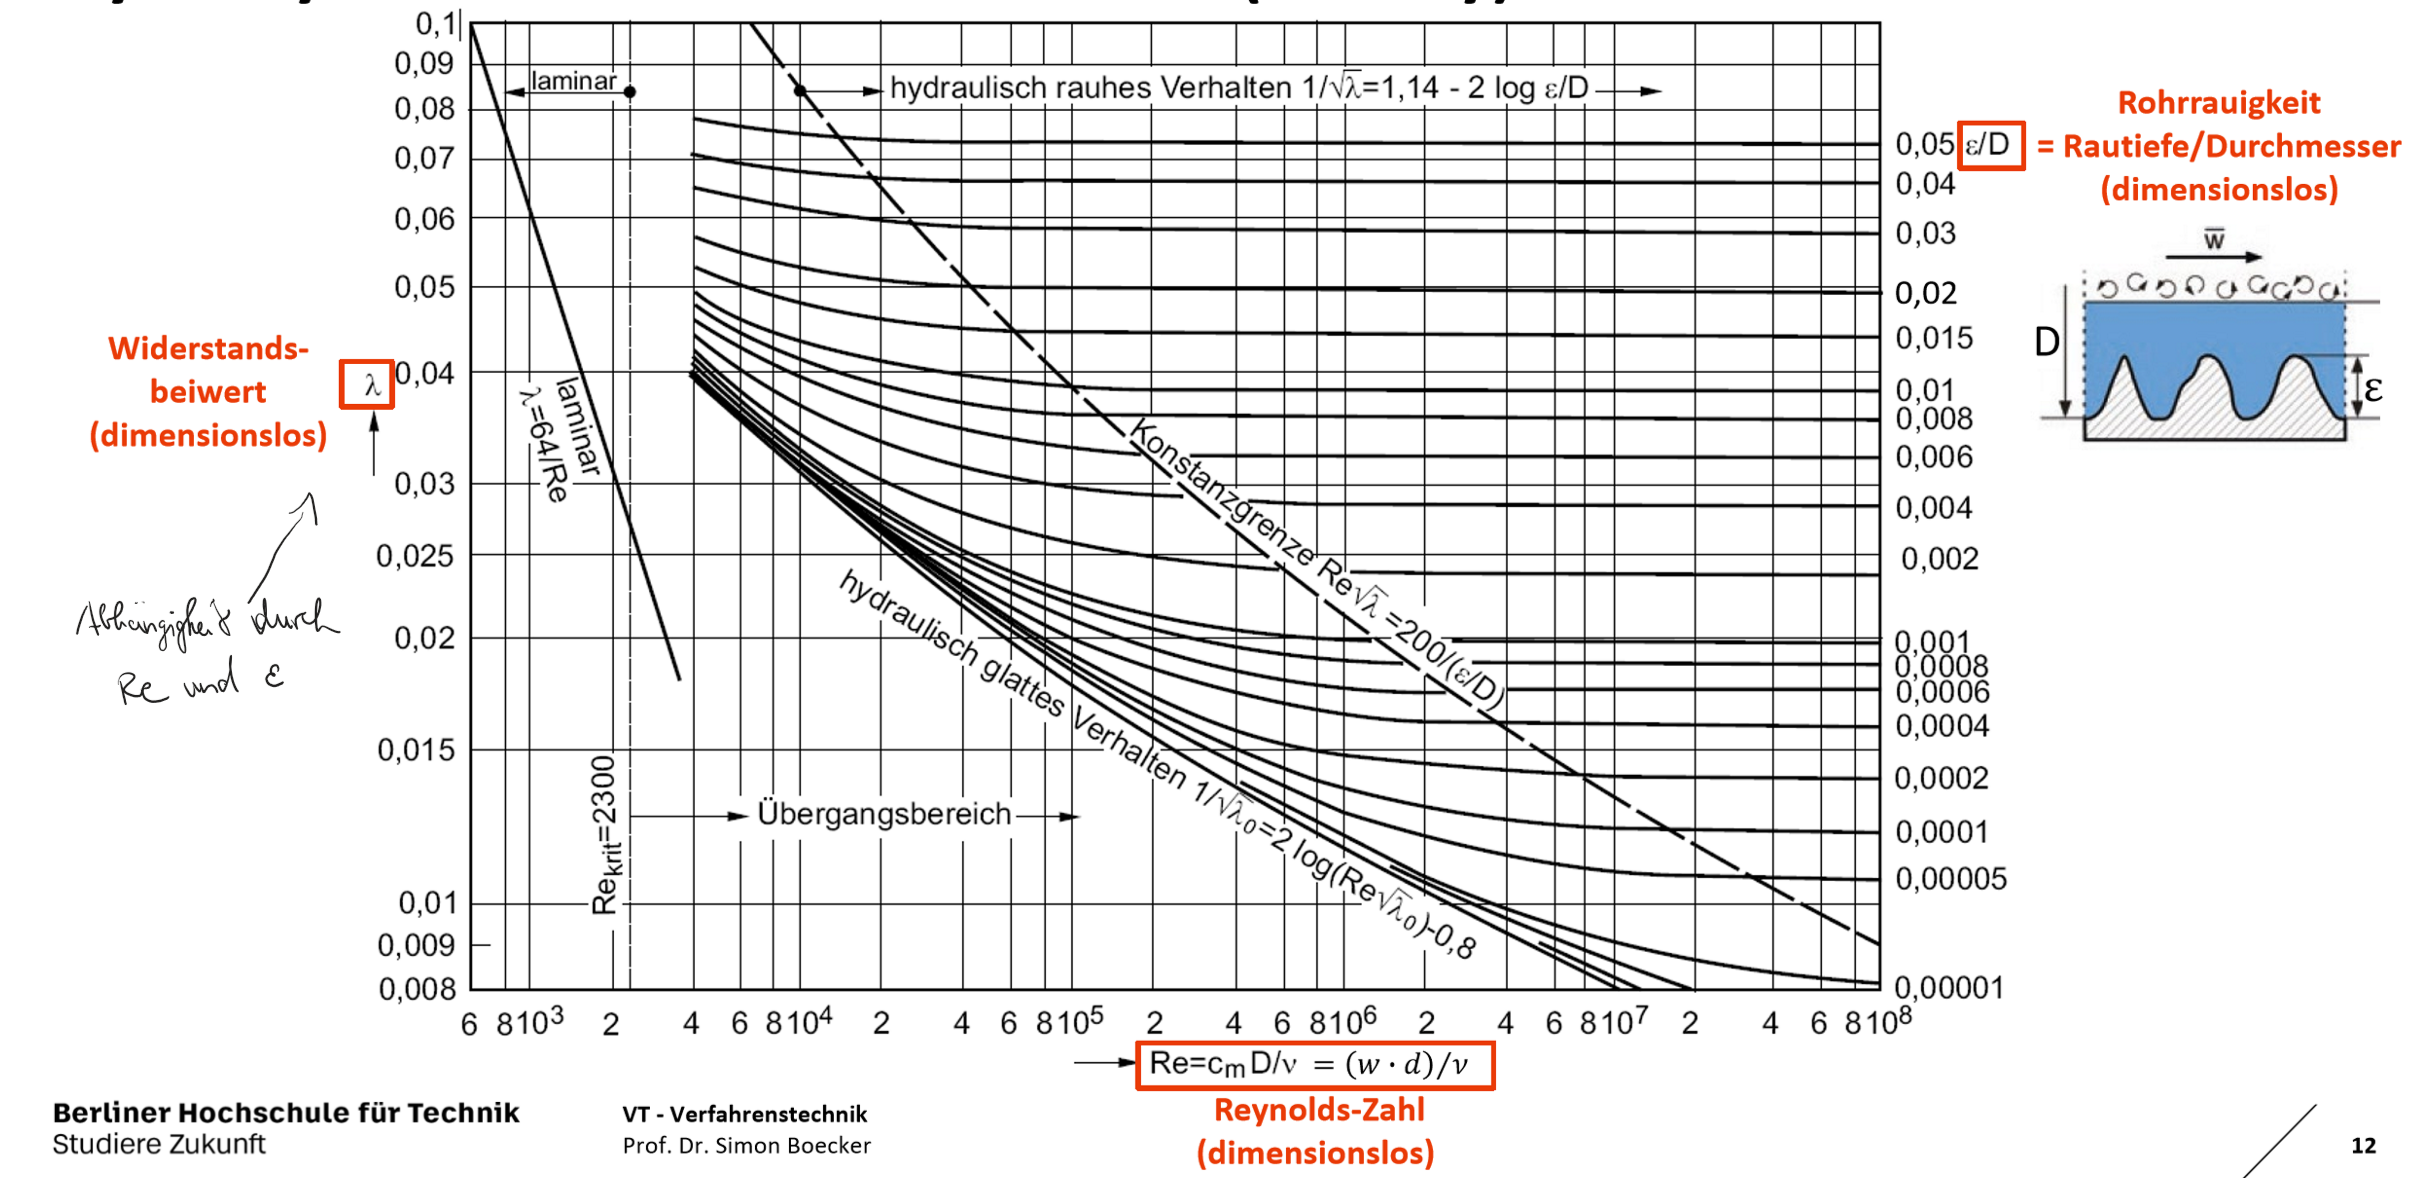 0,1
0,09
0,08
0,07
0,06
0,05
0,04
0,03
0,025
0,02
0,015
0,01
0,009
0,008
laminar
hydraulisch rauhes Verhalten 1/√λ=1,14 - 2 log ε/D
Rohrrauigkeit
0,05 ε/D = Rautiefe/Durchmesser
(dimensionslos)
0,04
0,03
0,02
0,015
0,01
0,008
0,006
0,004
0,002
0,001
0,0008
0,0006
0,0004
0,0002
0,0001
0,00005
0,00001
w̅
D
ε
Widerstands-
beiwert
(dimensionslos)
λ
Abhängigkeit durch
Re und ε
laminar
λ=64/Re
Konstanzgrenze Re√λ =200/(ε/D)
hydraulisch glattes Verhalten 1/√λ₀=2 log(Re√λ₀)-0,8
Re_krit=2300
Übergangsbereich
6 8 10³ 2 4 6 8 10⁴ 2 4 6 8 10⁵ 2 4 6 8 10⁶ 2 4 6 8 10⁷ 2 4 6 8 10⁸
Re=cₘ D/ν = (w · d)/ν
Reynolds-Zahl
(dimensionslos)
Berliner Hochschule für Technik
Studiere Zukunft
VT - Verfahrenstechnik
Prof. Dr. Simon Boecker
12